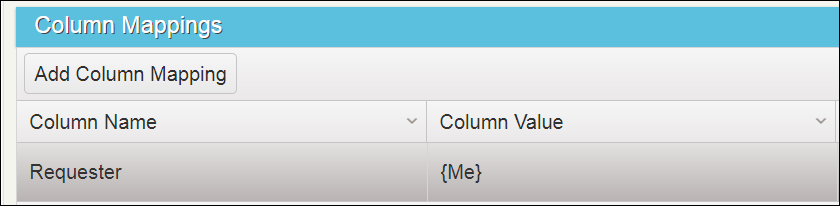 Column Mappings
Add Column Mapping
Column Name Column Value
Requester {Me}